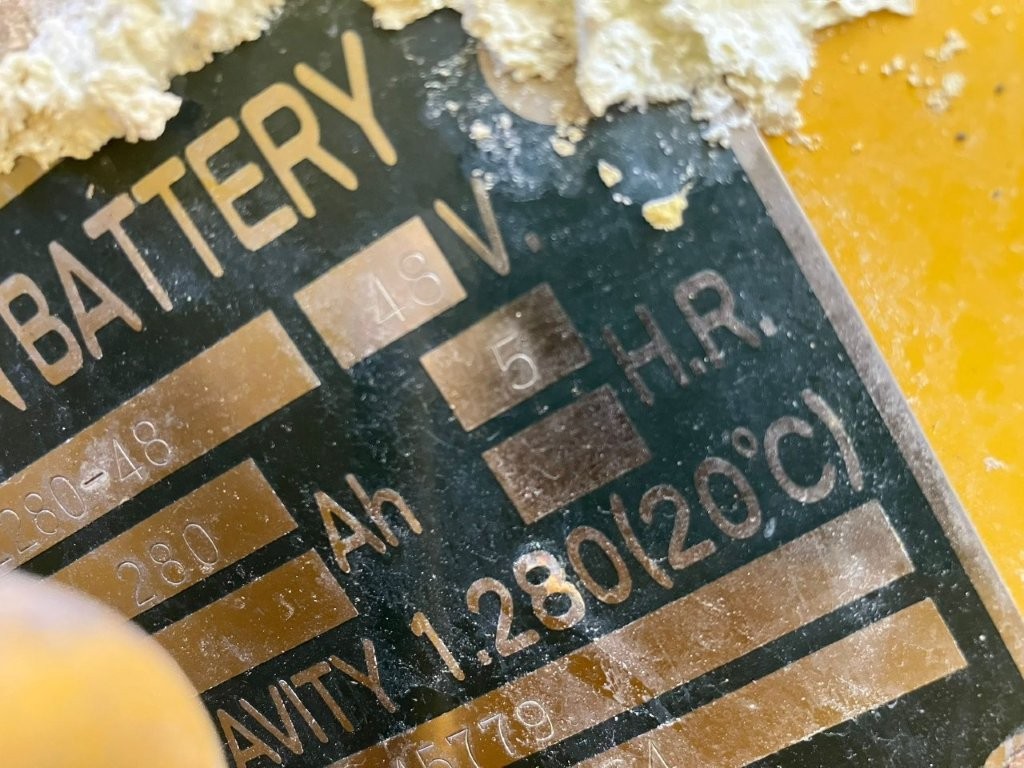 BATTERY
48 V.
280-48
5 H.R.
280 Ah
AVITY 1.280(20°C)
5779